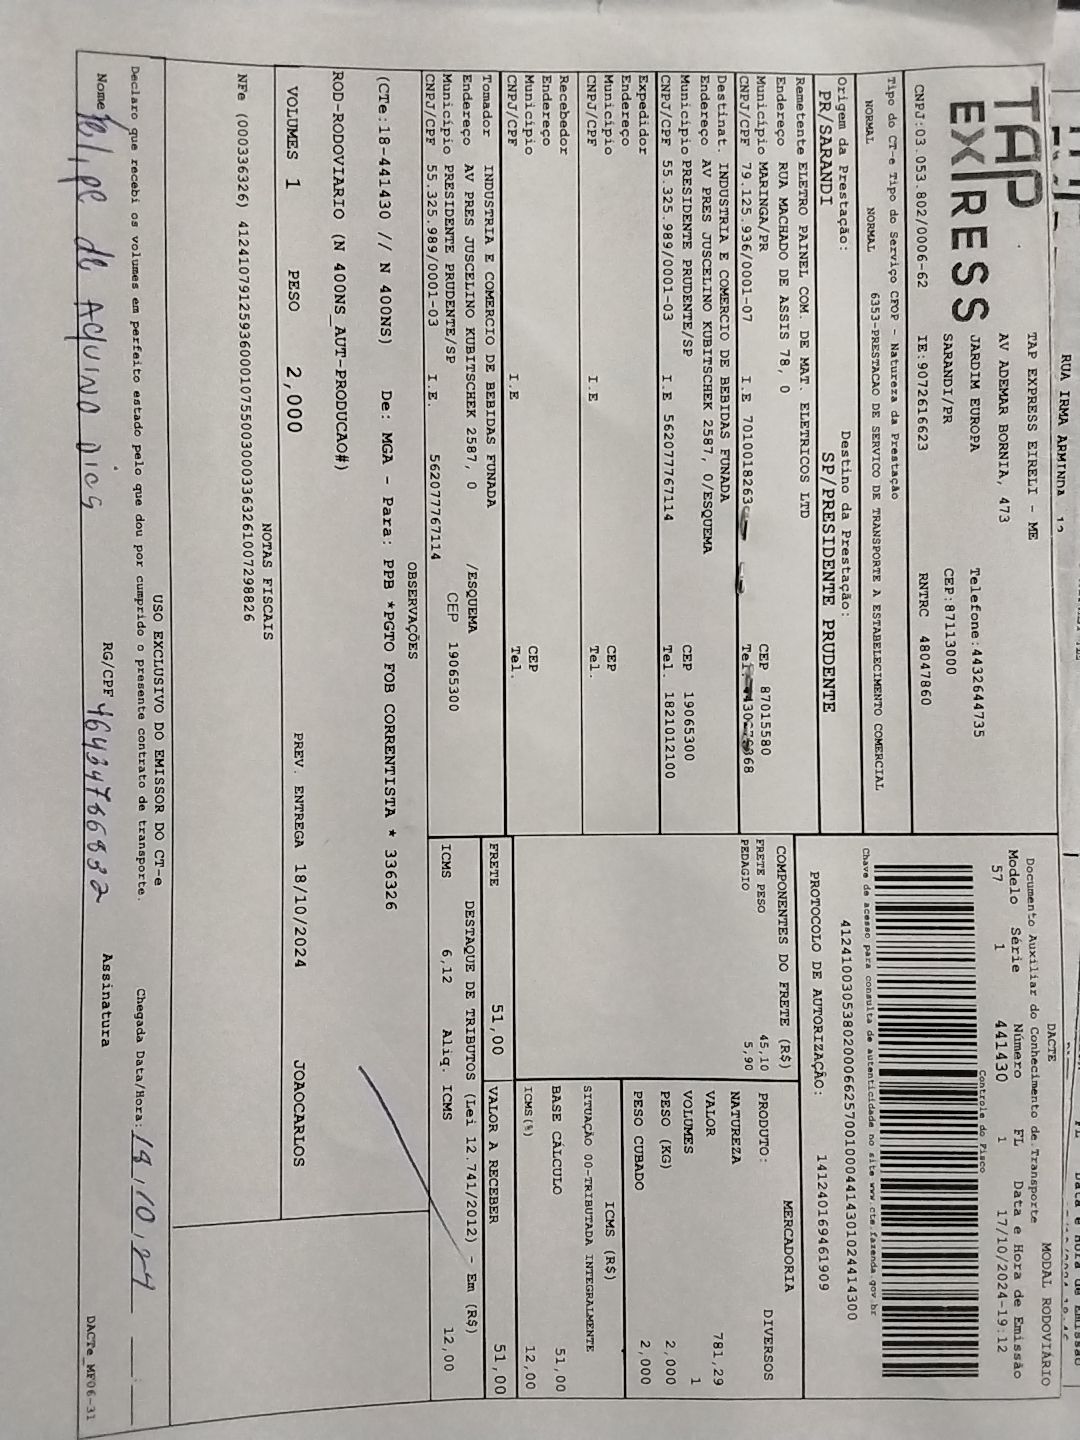 RUA IRMA ARMINDA
TAP
EXPRESS
TAP EXPRESS EIRELI - ME
AV ADEMAR BORNIA, 473
JARDIM EUROPA
SARANDI/PR
Telefone:4432644735
CEP:87113000
CNPJ:03.053.802/0006-62 IE:9072616623 RNTRC 48047860
Tipo do CT-e Tipo do Serviço CFOP - Natureza da Prestação
NORMAL NORMAL 6353-PRESTACAO DE SERVICO DE TRANSPORTE A ESTABELECIMENTO COMERCIAL
Origem da Prestação: Destino da Prestação:
PR/SARANDI SP/PRESIDENTE PRUDENTE
Remetente ELETRO PAINEL COM. DE MAT. ELETRICOS LTD
Endereço RUA MACHADO DE ASSIS 78, 0
Município MARINGA/PR CEP 87015580
CNPJ/CPF 79.125.936/0001-07 I.E 7010018263 Tel.
Destinat. INDUSTRIA E COMERCIO DE BEBIDAS FUNADA
Endereço AV PRES JUSCELINO KUBITSCHEK 2587, 0/ESQUEMA
Município PRESIDENTE PRUDENTE/SP CEP 19065300
CNPJ/CPF 55.325.989/0001-03 I.E 562077767114 Tel. 1821012100
Expedidor
Endereço
Município CEP
CNPJ/CPF I.E Tel.
Recebedor
Endereço
Município CEP
CNPJ/CPF I.E Tel.
Tomador INDUSTRIA E COMERCIO DE BEBIDAS FUNADA
Endereço AV PRES JUSCELINO KUBITSCHEK 2587, 0 /ESQUEMA
Município PRESIDENTE PRUDENTE/SP CEP 19065300
CNPJ/CPF 55.325.989/0001-03 I.E. 562077767114
DACTE MODAL RODOVIÁRIO
Documento Auxiliar do Conhecimento de Transporte
Modelo Série Número FL Data e Hora de Emissão
57 1 441430 1 17/10/2024-19:12
Controle do Fisco
Chave de acesso para consulta de autenticidade no site www.cte.fazenda.gov.br
41241003053802000662570010004414301024414300
PROTOCOLO DE AUTORIZAÇÃO: 141240169461909
COMPONENTES DO FRETE (R$)
FRETE PESO 45,10
PEDAGIO 5,90
MERCADORIA
PRODUTO: DIVERSOS
NATUREZA
VALOR 781,29
VOLUMES 1
PESO (KG) 2,000
PESO CUBADO 2,000
ICMS (R$)
SITUAÇÃO 00-TRIBUTADA INTEGRALMENTE
BASE CÁLCULO 51,00
ICMS(%) 12,00
FRETE 51,00 VALOR A RECEBER 51,00
DESTAQUE DE TRIBUTOS (Lei 12.741/2012) - Em (R$)
ICMS 6,12 Aliq. ICMS 12,00
OBSERVAÇÕES
(CTe:18-441430 // N 400NS) De: MGA - Para: PPB *PGTO FOB CORRENTISTA * 336326
ROD-RODOVIARIO (N 400NS_AUT-PRODUCAO#)
VOLUMES 1 PESO 2,000 PREV. ENTREGA 18/10/2024 JOAOCARLOS
NOTAS FISCAIS
NFe (000336326) 41241079125936000107550030003363261007298826
USO EXCLUSIVO DO EMISSOR DO CT-e
Declaro que recebi os volumes em perfeito estado pelo que dou por cumprido o presente contrato de transporte. Chegada Data/Hora: 18,10,24
Nome Felipe de Aquino Dias RG/CPF 46434766832 Assinatura
DACTe_MF06-31